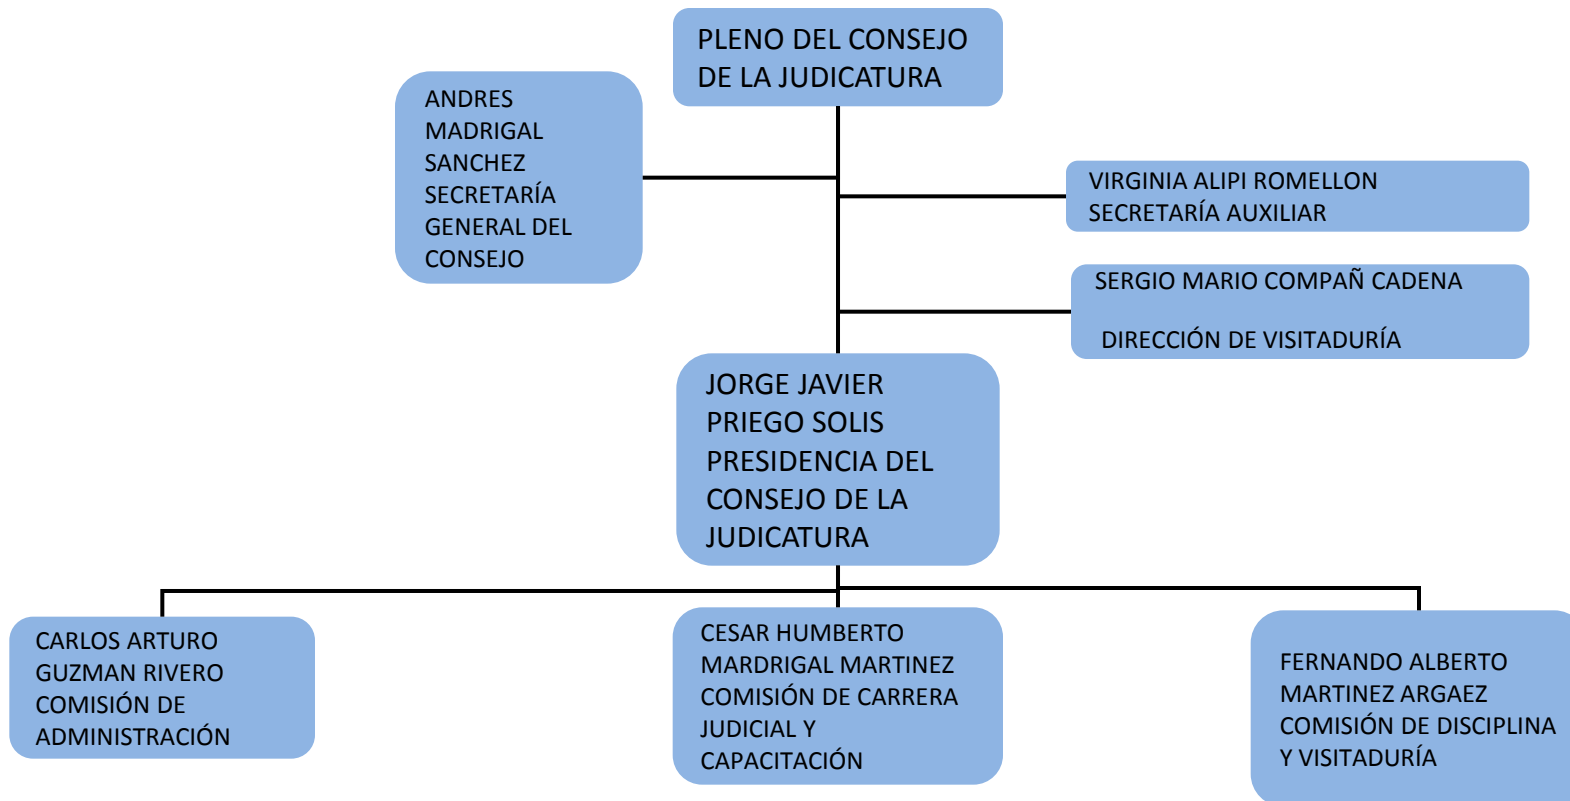 PLENO DEL CONSEJO
DE LA JUDICATURA
ANDRES
MADRIGAL
SANCHEZ
SECRETARÍA
GENERAL DEL
CONSEJO
VIRGINIA ALIPI ROMELLON
SECRETARÍA AUXILIAR
SERGIO MARIO COMPAÑ CADENA
DIRECCIÓN DE VISITADURÍA
JORGE JAVIER
PRIEGO SOLIS
PRESIDENCIA DEL
CONSEJO DE LA
JUDICATURA
CARLOS ARTURO
GUZMAN RIVERO
COMISIÓN DE
ADMINISTRACIÓN
CESAR HUMBERTO
MARDRIGAL MARTINEZ
COMISIÓN DE CARRERA
JUDICIAL Y
CAPACITACIÓN
FERNANDO ALBERTO
MARTINEZ ARGAEZ
COMISIÓN DE DISCIPLINA
Y VISITADURÍA